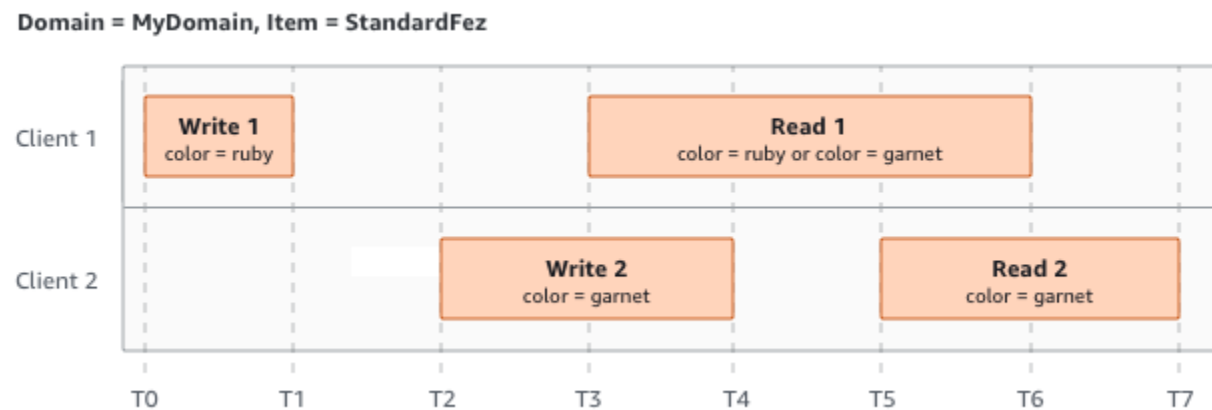 Domain = MyDomain, Item = StandardFez
Client 1
Write 1
color = ruby
Read 1
color = ruby or color = garnet
Client 2
Write 2
color = garnet
Read 2
color = garnet
T0 T1 T2 T3 T4 T5 T6 T7